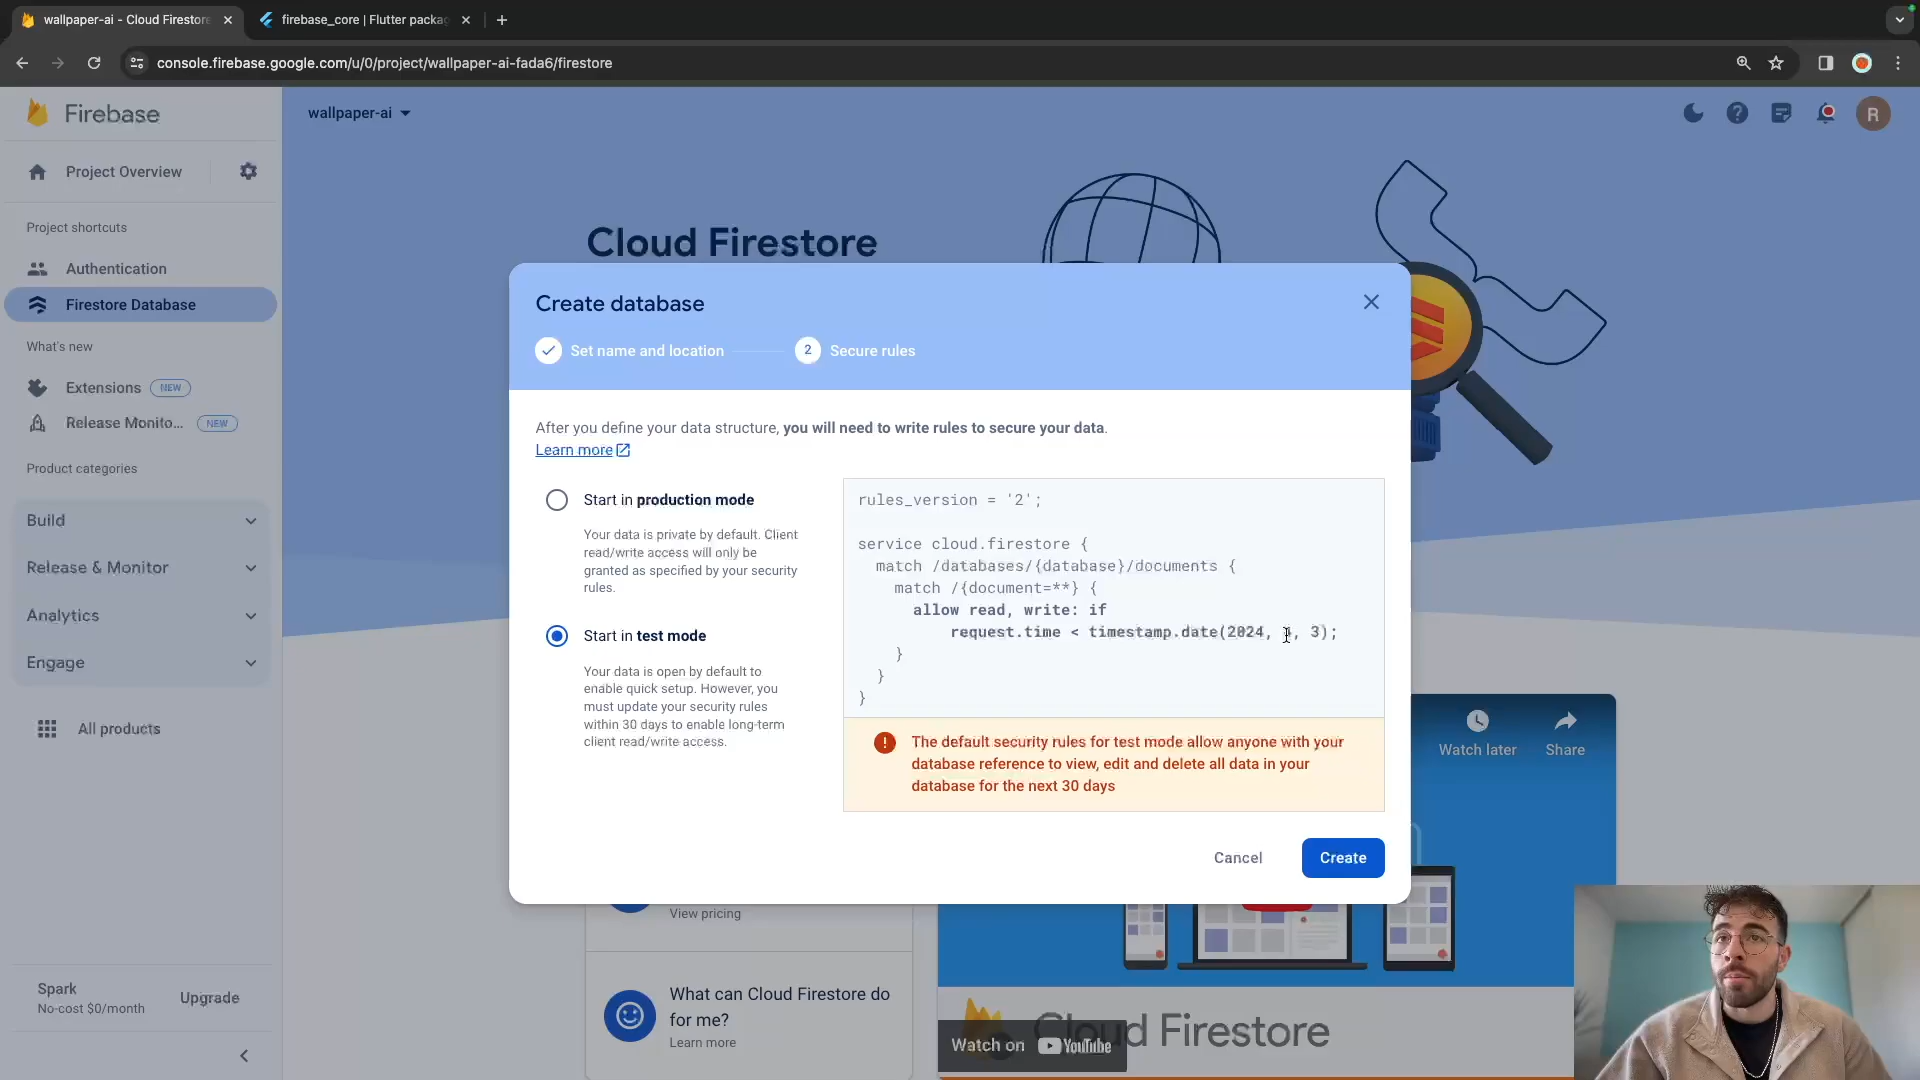 wallpaper-ai - Cloud Firestore
firebase_core | Flutter packag
console.firebase.google.com/u/0/project/wallpaper-ai-fada6/firestore
Firebase
wallpaper-ai
R
Project Overview
Project shortcuts
Authentication
Firestore Database
What's new
Extensions NEW
Release Monito... NEW
Product categories
Build
Release & Monitor
Analytics
Engage
All products
Spark
No-cost $0/month
Upgrade
Cloud Firestore
Create database
Set name and location
2 Secure rules
After you define your data structure, you will need to write rules to secure your data.
Learn more
Start in production mode
Your data is private by default. Client
read/write access will only be
granted as specified by your security
rules.
Start in test mode
Your data is open by default to
enable quick setup. However, you
must update your security rules
within 30 days to enable long-term
client read/write access.
rules_version = '2';
service cloud.firestore {
match /databases/{database}/documents {
match /{document=**} {
allow read, write: if
request.time < timestamp.date(2024, , 3);
}
}
}
The default security rules for test mode allow anyone with your
database reference to view, edit and delete all data in your
database for the next 30 days
Cancel
Create
Watch later
Share
View pricing
What can Cloud Firestore do
for me?
Learn more
Cloud Firestore
Watch on YouTube